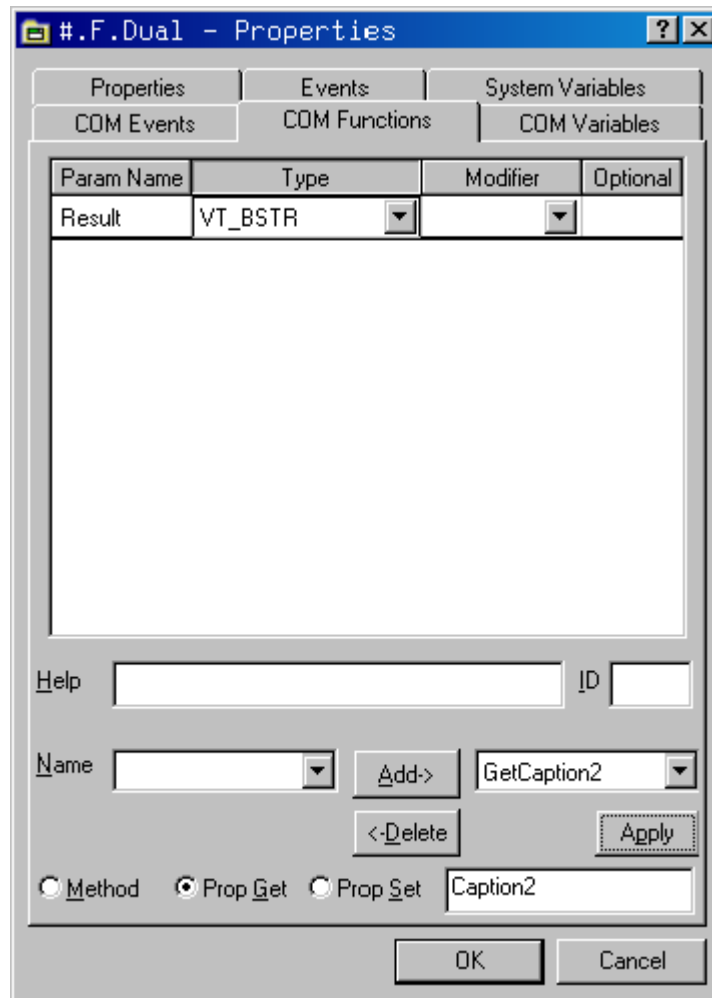 #.F.Dual - Properties
Properties Events System Variables
COM Events COM Functions COM Variables
Param Name Type Modifier Optional
Result VT_BSTR
Help ID
Name Add-> GetCaption2
<-Delete Apply
Method Prop Get Prop Set Caption2
OK Cancel